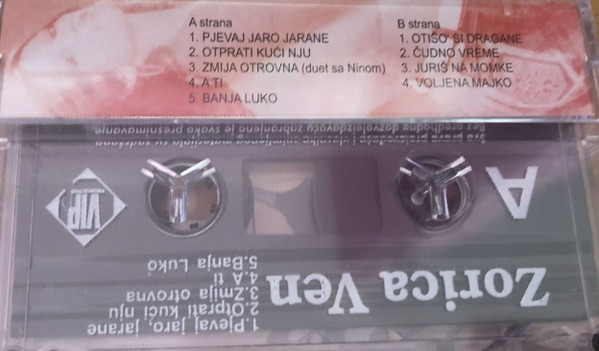 A strana
1. PJEVAJ JARO JARANE
2. OTPRATI KUĆI NJU
3. ZMIJA OTROVNA (duet sa Ninom)
4. A TI
5. BANJA LUKO
B strana
1. OTIŠO' SI DRAGANE
2. ČUDNO VREME
3. JURIŠ NA MOMKE
4. VOLJENA MAJKO
Zorica Ven
1.Pjevaj jaro, jarane
2.Otprati kući nju
3.Zmija otrovna
4.A ti
5.Banja Luko
A
VIP